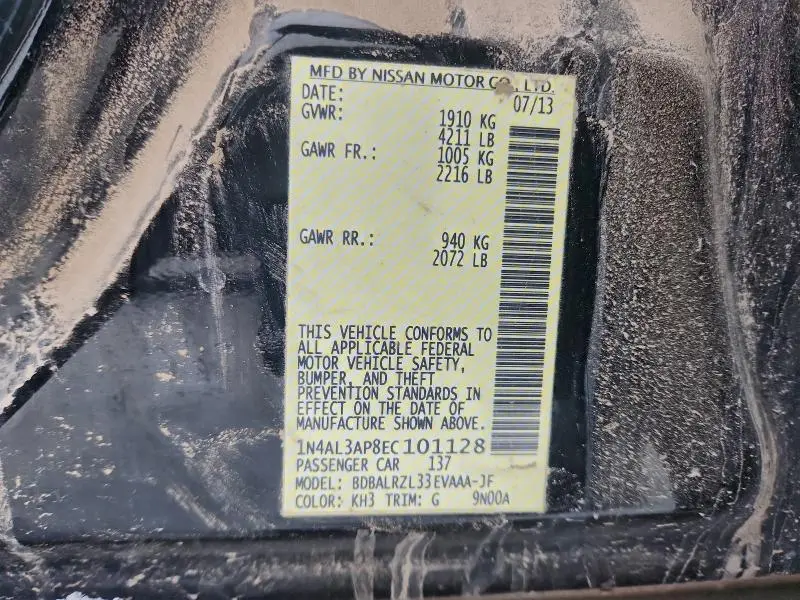 MFD BY NISSAN MOTOR CO., LTD.
DATE: 07/13
GVWR: 1910 KG
4211 LB
GAWR FR.: 1005 KG
2216 LB
GAWR RR.: 940 KG
2072 LB
THIS VEHICLE CONFORMS TO
ALL APPLICABLE FEDERAL
MOTOR VEHICLE SAFETY,
BUMPER, AND THEFT
PREVENTION STANDARDS IN
EFFECT ON THE DATE OF
MANUFACTURE SHOWN ABOVE.
1N4AL3AP8EC101128
PASSENGER CAR 137
MODEL: BDBALRZL33EVAAA-JF
COLOR: KH3 TRIM: G 9N00A